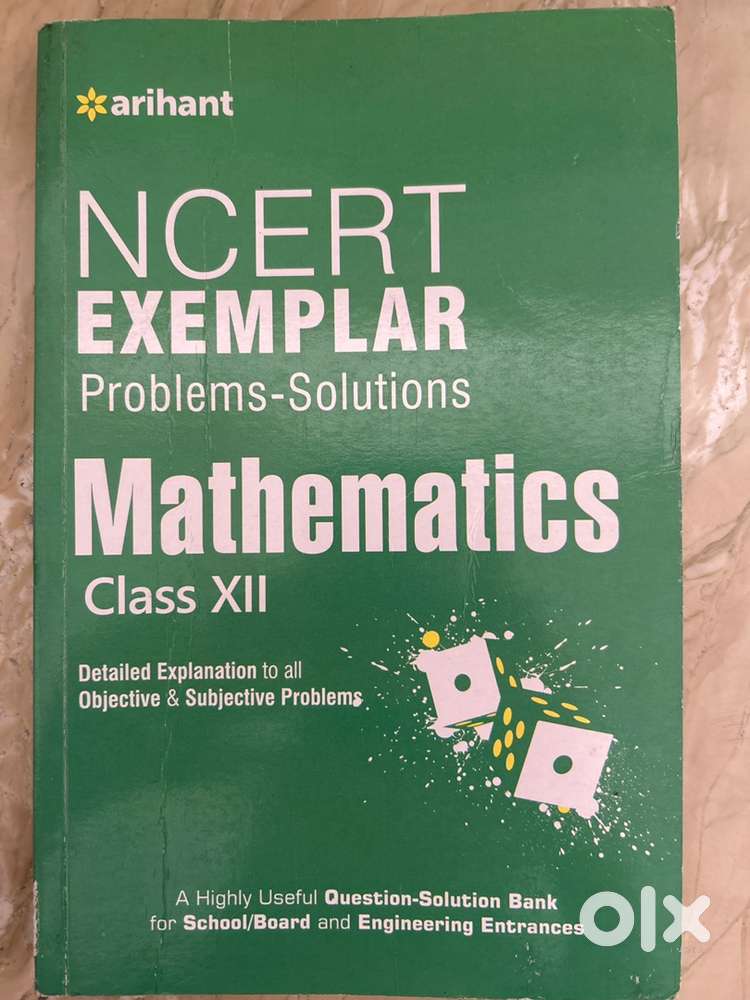 arihant
NCERT
EXEMPLAR
Problems-Solutions
Mathematics
Class XII
Detailed Explanation to all
Objective & Subjective Problems
A Highly Useful Question-Solution Bank
for School/Board and Engineering Entrances
olx